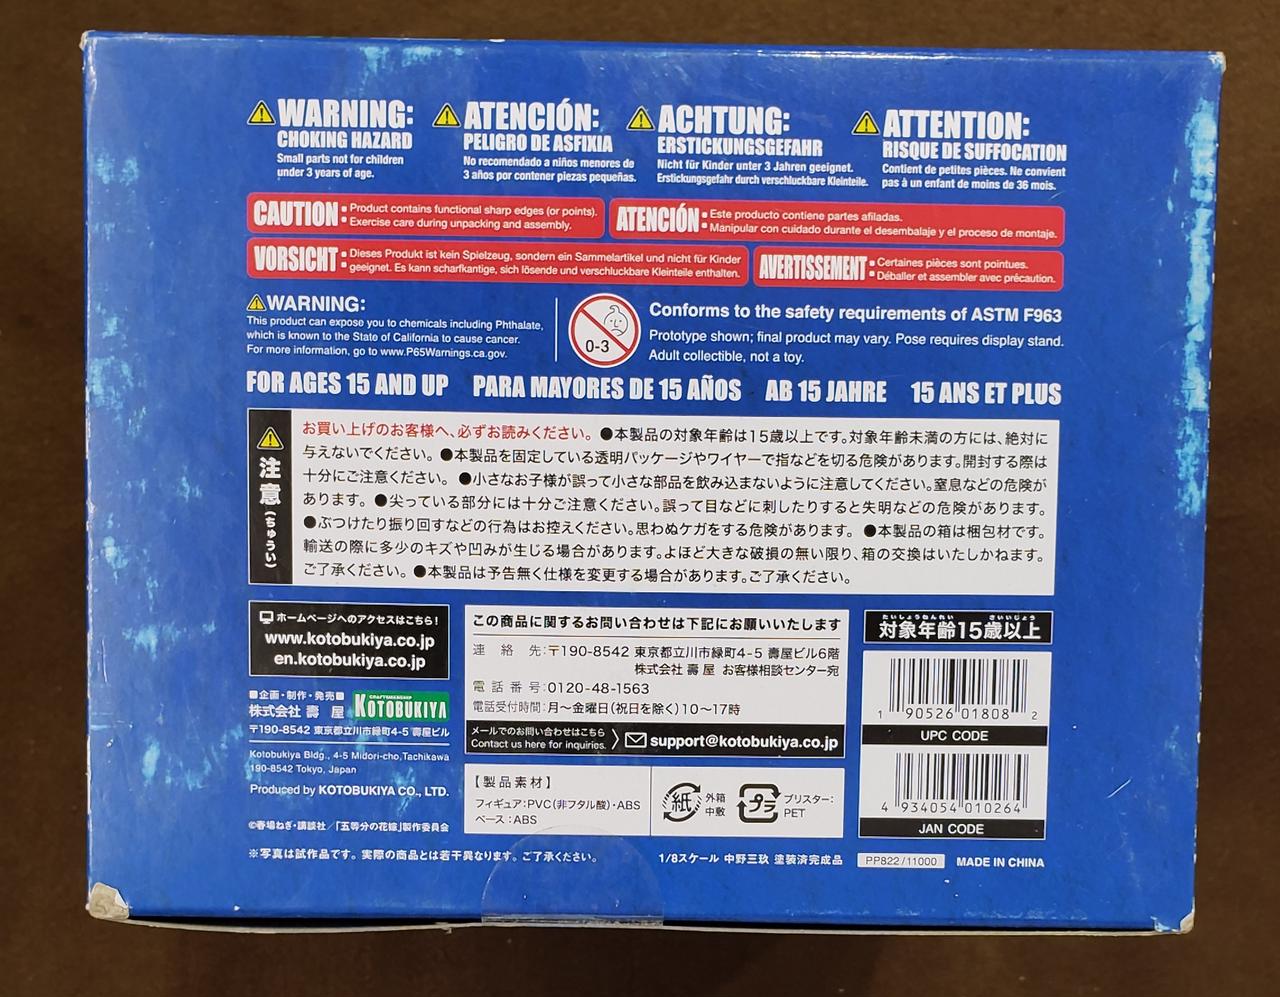 WARNING:
CHOKING HAZARD
Small parts not for children
under 3 years of age.
ATENCIÓN:
PELIGRO DE ASFIXIA
No recomendado a niños menores de
3 años por contener piezas pequeñas.
ACHTUNG:
ERSTICKUNGSGEFAHR
Nicht für Kinder unter 3 Jahren geeignet.
Erstickungsgefahr durch verschluckbare Kleinteile.
ATTENTION:
RISQUE DE SUFFOCATION
Contient de petites pièces. Ne convient
pas à un enfant de moins de 36 mois.
CAUTION: Product contains functional sharp edges (or points).
Exercise care during unpacking and assembly.
ATENCIÓN: Este producto contiene partes afiladas.
Manipular con cuidado durante el desembalaje y el proceso de montaje.
VORSICHT: Dieses Produkt ist kein Spielzeug, sondern ein Sammelartikel und nicht für Kinder
geeignet. Es kann scharfkantige, sich lösende und verschluckbare Kleinteile enthalten.
AVERTISSEMENT: Certaines pièces sont pointues.
Déballer et assembler avec précaution.
WARNING:
This product can expose you to chemicals including Phthalate,
which is known to the State of California to cause cancer.
For more information, go to www.P65Warnings.ca.gov.
0-3
Conforms to the safety requirements of ASTM F963
Prototype shown; final product may vary. Pose requires display stand.
Adult collectible, not a toy.
FOR AGES 15 AND UP PARA MAYORES DE 15 AÑOS AB 15 JAHRE 15 ANS ET PLUS
注意(ちゅうい)
お買い上げのお客様へ、必ずお読みください。●本製品の対象年齢は15歳以上です。対象年齢未満の方には、絶対に
与えないでください。●本製品を固定している透明パッケージやワイヤーで指などを切る危険があります。開封する際は
十分にご注意ください。●小さなお子様が誤って小さな部品を飲み込まないように注意してください。窒息などの危険が
あります。●尖っている部分には十分ご注意ください。誤って目などに刺したりすると失明などの危険があります。
●ぶつけたり振り回すなどの行為はお控えください。思わぬケガをする危険があります。●本製品の箱は梱包材です。
輸送の際に多少のキズや凹みが生じる場合があります。よほど大きな破損の無い限り、箱の交換はいたしかねます。
ご了承ください。●本製品は予告無く仕様を変更する場合があります。ご了承ください。
ホームページへのアクセスはこちら!
www.kotobukiya.co.jp
en.kotobukiya.co.jp
■企画・制作・発売■
株式会社 壽 屋
CRAFTSMANSHIP
KOTOBUKIYA
〒190-8542 東京都立川市緑町4-5 壽屋ビル
Kotobukiya Bldg., 4-5 Midori-cho,Tachikawa
190-8542 Tokyo, Japan
Produced by KOTOBUKIYA CO., LTD.
©春場ねぎ・講談社/「五等分の花嫁」製作委員会
この商品に関するお問い合わせは下記にお願いいたします
連絡先:〒190-8542 東京都立川市緑町4-5 壽屋ビル6階
株式会社 壽 屋 お客様相談センター宛
電話番号:0120-48-1563
電話受付時間:月〜金曜日(祝日を除く)10〜17時
メールでのお問い合わせはこちら
Contact us here for inquiries.
support@kotobukiya.co.jp
【製品素材】
フィギュア:PVC(非フタル酸)・ABS
ベース:ABS
紙
外箱
中敷
プラ
ブリスター:
PET
たいしょうねんれい さいいじょう
対象年齢15歳以上
1 90526 01808 2
UPC CODE
4 934054 010264
JAN CODE
※写真は試作品です。実際の商品とは若干異なります。ご了承ください。
1/8スケール 中野三玖 塗装済完成品
PP822/11000
MADE IN CHINA